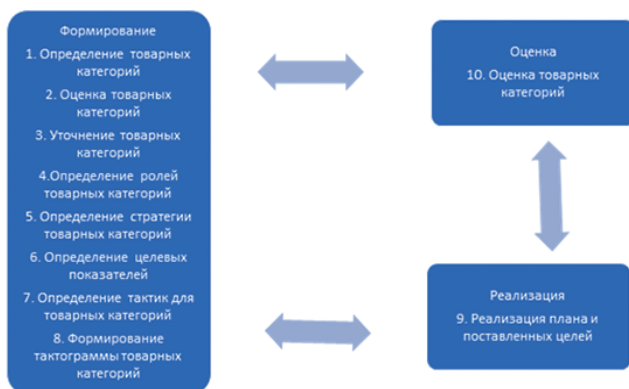 Формирование
1. Определение товарных
категорий
2. Оценка товарных
категорий
3. Уточнение товарных
категорий
4.Определение ролей
товарных категорий
5. Определение стратегии
товарных категорий
6. Определение целевых
показателей
7. Определение тактик для
товарных категорий
8. Формирование
тактограммы товарных
категорий
Оценка
10. Оценка товарных
категорий
Реализация
9. Реализация плана и
поставленных целей